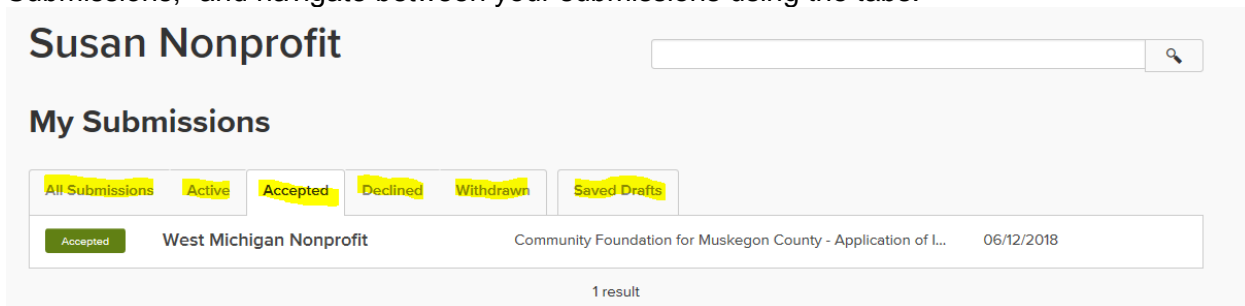 Submissions," and navigate between your submissions using the tabs.
Susan Nonprofit
My Submissions
All Submissions Active Accepted Declined Withdrawn Saved Drafts
Accepted West Michigan Nonprofit Community Foundation for Muskegon County - Application of I... 06/12/2018
1 result